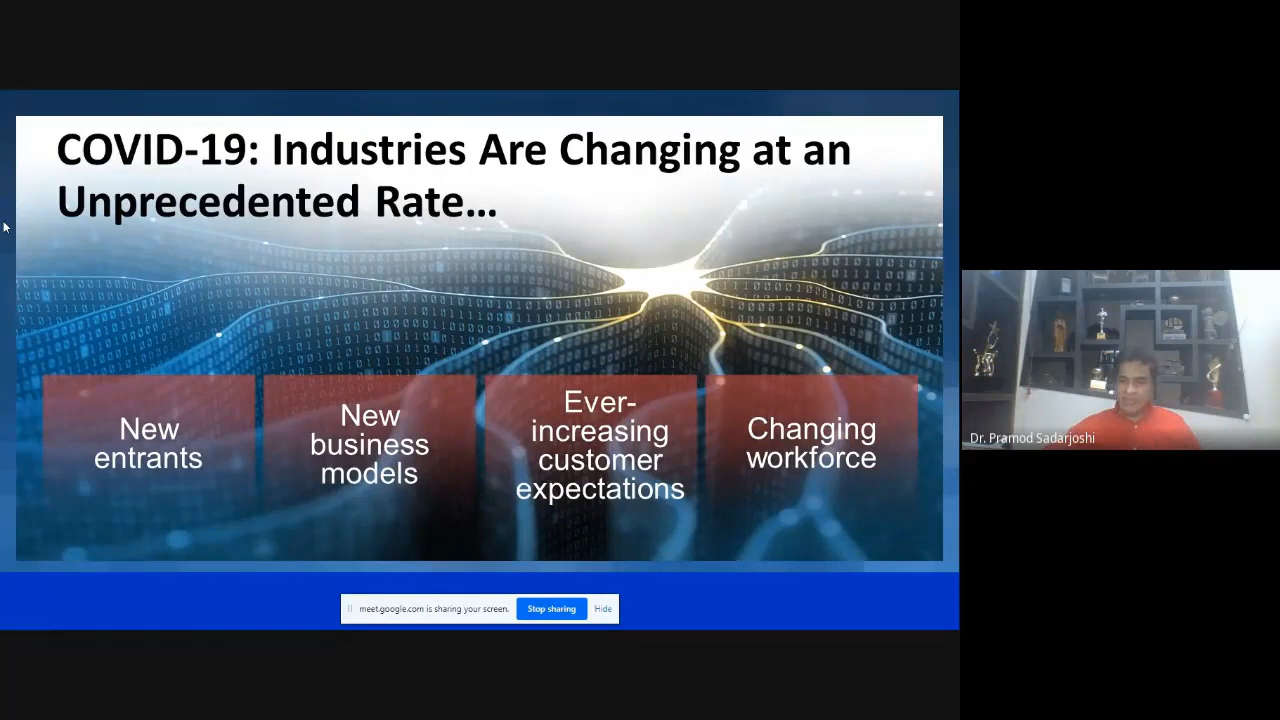 COVID-19: Industries Are Changing at an
Unprecedented Rate...
New
entrants
New
business
models
Ever-
increasing
customer
expectations
Changing
workforce
Dr. Pramod Sadarjoshi
meet.google.com is sharing your screen.
Stop sharing
Hide